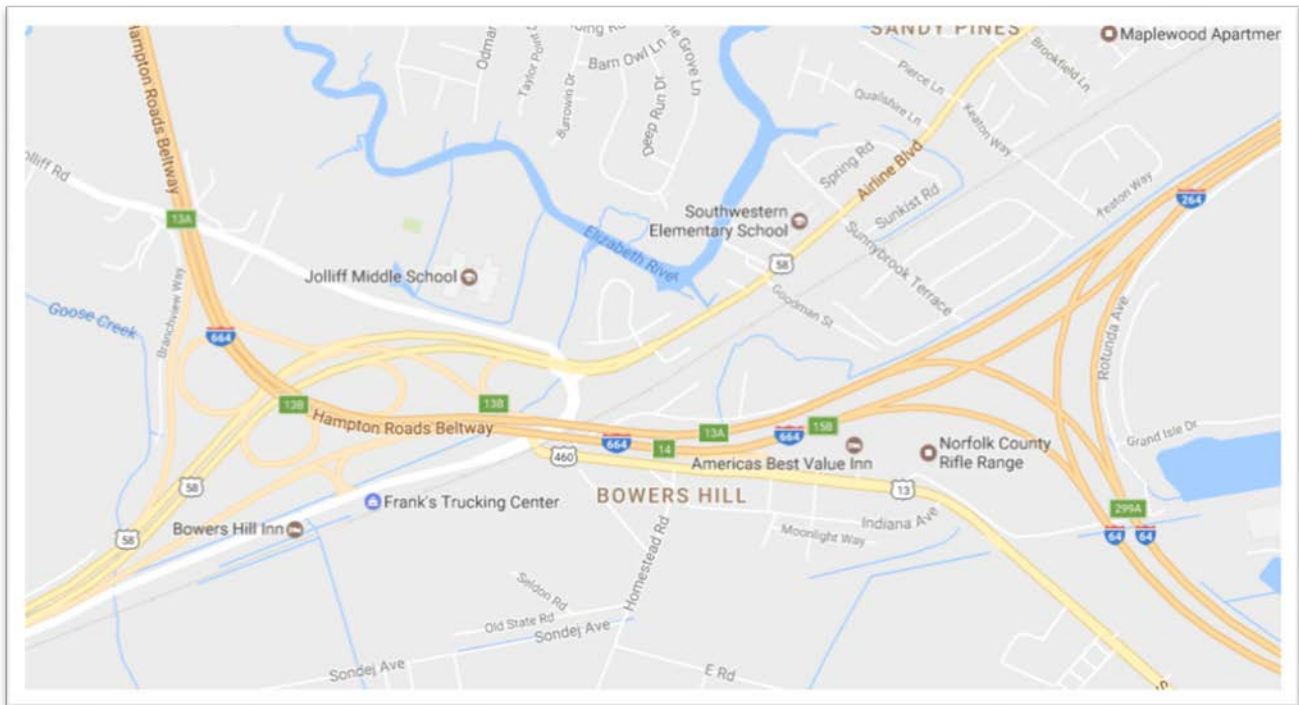 SANDY PINES
Maplewood Apartmen
Hampton Roads Beltway
Odman
Taylor Point D
ding Rd
Barn Owl Ln
Burrowin Dr
Deep Run Dr
ne Grove Ln
Pierce Ln
Brookfield Ln
Quailshire Ln
Keaton Way
Jolliff Rd
13A
Spring Rd
Airline Blvd
Sunkist Rd
Keaton Way
264
Southwestern
Elementary School
Sunnybrook Terrace
Elizabeth River
58
Jolliff Middle School
Goodman St
Goose Creek
Branchview Way
664
Rotunda Ave
13B
13B
Hampton Roads Beltway
664
14
13A
664
15B
Americas Best Value Inn
Norfolk County
Rifle Range
Grand Isle Dr
460
58
13
BOWERS HILL
Frank's Trucking Center
Bowers Hill Inn
58
Indiana Ave
Moonlight Way
299A
64
64
Homestead Rd
Seldon Rd
Old State Rd
Sondej Ave
Sondej Ave
E Rd